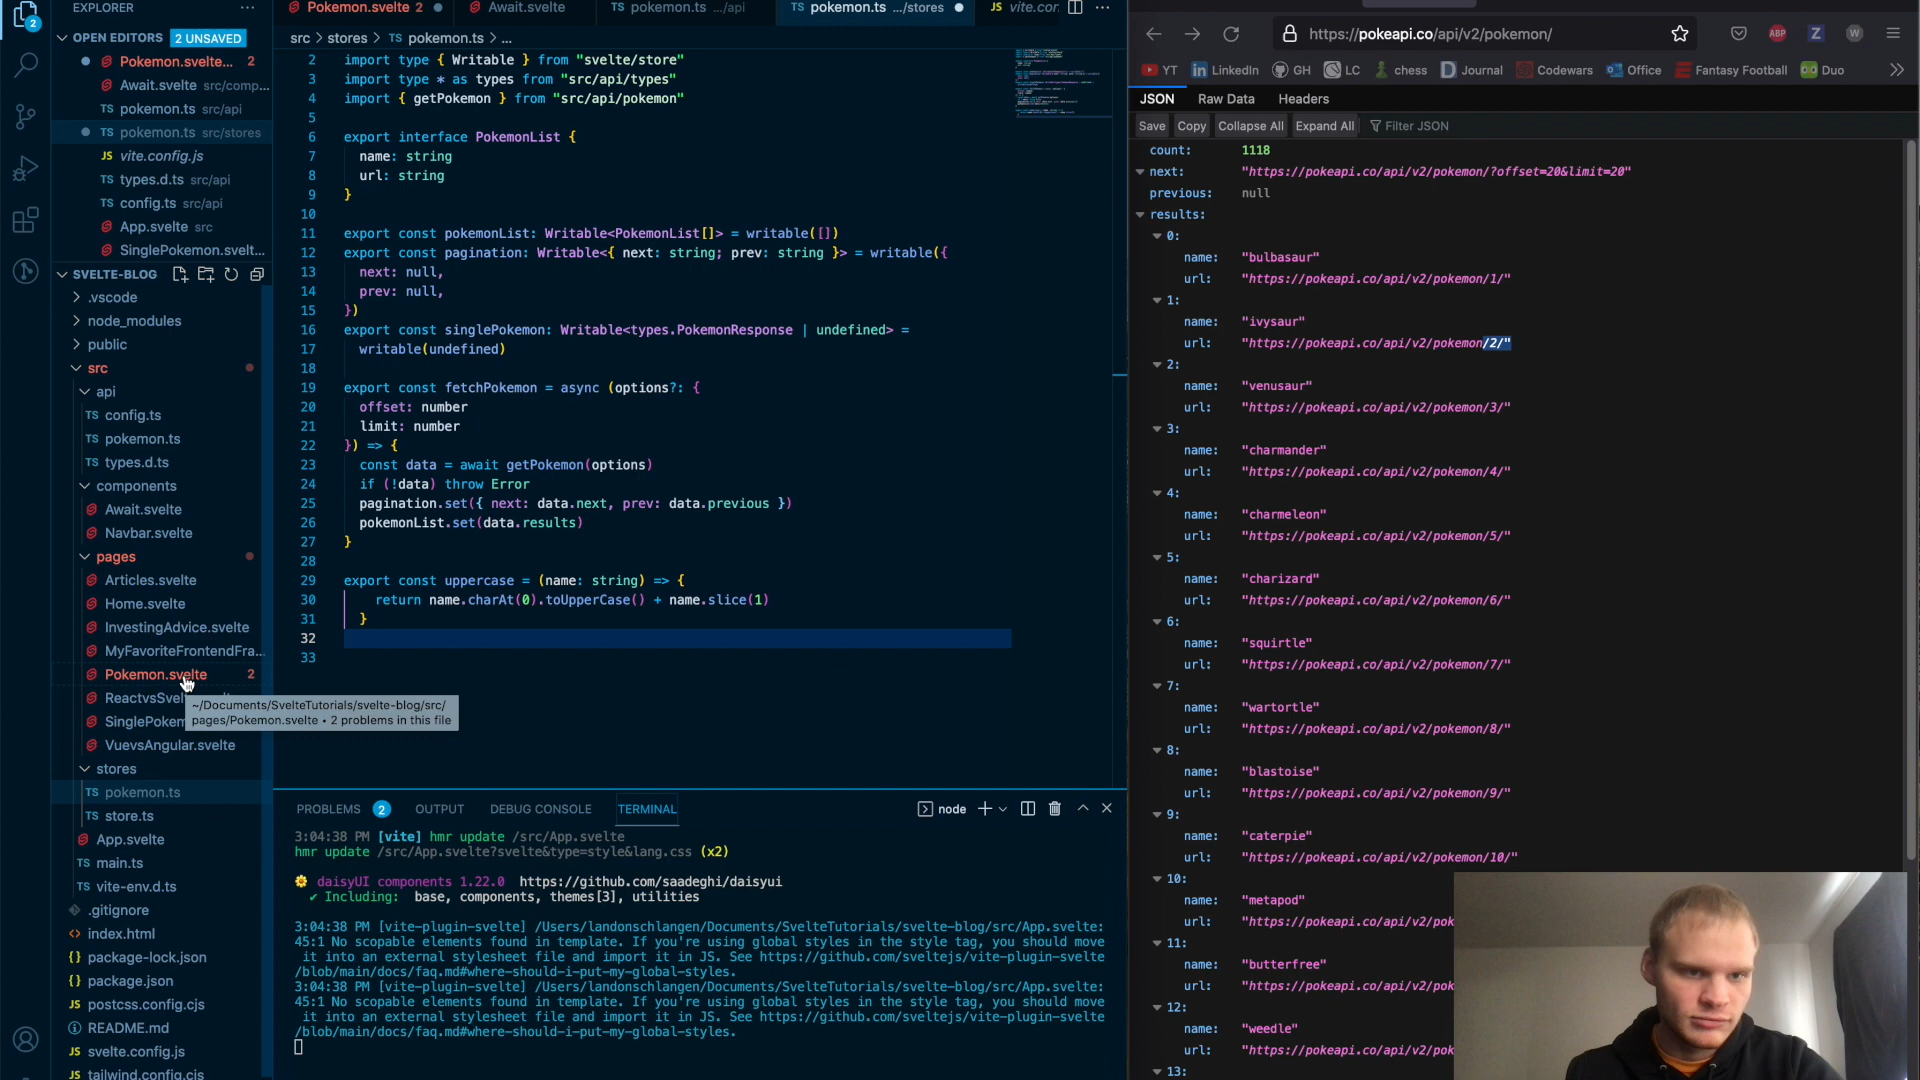 EXPLORER
OPEN EDITORS 2 UNSAVED
Pokemon.svelte... 2
Await.svelte src/comp...
pokemon.ts src/api
pokemon.ts src/stores
vite.config.js
types.d.ts src/api
config.ts src/api
App.svelte src
SinglePokemon.svelt...
SVELTE-BLOG
.vscode
node_modules
public
src
api
config.ts
pokemon.ts
types.d.ts
components
Await.svelte
Navbar.svelte
pages
Articles.svelte
Home.svelte
InvestingAdvice.svelte
MyFavoriteFrontendFra...
Pokemon.svelte 2
ReactvsSvel
SinglePokem
VuevsAngular.svelte
stores
pokemon.ts
store.ts
App.svelte
main.ts
vite-env.d.ts
.gitignore
index.html
package-lock.json
package.json
postcss.config.cjs
README.md
svelte.config.js
tailwind.config.cjs
~/Documents/SvelteTutorials/svelte-blog/src/
pages/Pokemon.svelte • 2 problems in this file
Pokemon.svelte 2
Await.svelte
pokemon.ts .../api
pokemon.ts .../stores
vite.con
src > stores > TS pokemon.ts > ...
2 import type { Writable } from "svelte/store"
3 import type * as types from "src/api/types"
4 import { getPokemon } from "src/api/pokemon"
5
6 export interface PokemonList {
7 name: string
8 url: string
9 }
10
11 export const pokemonList: Writable<PokemonList[]> = writable([])
12 export const pagination: Writable<{ next: string; prev: string }> = writable({
13 next: null,
14 prev: null,
15 })
16 export const singlePokemon: Writable<types.PokemonResponse | undefined> =
17 writable(undefined)
18
19 export const fetchPokemon = async (options?: {
20 offset: number
21 limit: number
22 }) => {
23 const data = await getPokemon(options)
24 if (!data) throw Error
25 pagination.set({ next: data.next, prev: data.previous })
26 pokemonList.set(data.results)
27 }
28
29 export const uppercase = (name: string) => {
30 return name.charAt(0).toUpperCase() + name.slice(1)
31 }
32
33
PROBLEMS 2 OUTPUT DEBUG CONSOLE TERMINAL node
3:04:38 PM [vite] hmr update /src/App.svelte
hmr update /src/App.svelte?svelte&type=style&lang.css (x2)
daisyUI components 1.22.0 https://github.com/saadeghi/daisyui
✔ Including: base, components, themes[3], utilities
3:04:38 PM [vite-plugin-svelte] /Users/landonschlangen/Documents/SvelteTutorials/svelte-blog/src/App.svelte:
45:1 No scopable elements found in template. If you're using global styles in the style tag, you should move
it into an external stylesheet file and import it in JS. See https://github.com/sveltejs/vite-plugin-svelte
/blob/main/docs/faq.md#where-should-i-put-my-global-styles.
3:04:38 PM [vite-plugin-svelte] /Users/landonschlangen/Documents/SvelteTutorials/svelte-blog/src/App.svelte:
45:1 No scopable elements found in template. If you're using global styles in the style tag, you should move
it into an external stylesheet file and import it in JS. See https://github.com/sveltejs/vite-plugin-svelte
/blob/main/docs/faq.md#where-should-i-put-my-global-styles.
https://pokeapi.co/api/v2/pokemon/
YT LinkedIn GH LC chess Journal Codewars Office Fantasy Football Duo
JSON Raw Data Headers
Save Copy Collapse All Expand All Filter JSON
count: 1118
next: "https://pokeapi.co/api/v2/pokemon/?offset=20&limit=20"
previous: null
results:
0:
name: "bulbasaur"
url: "https://pokeapi.co/api/v2/pokemon/1/"
1:
name: "ivysaur"
url: "https://pokeapi.co/api/v2/pokemon/2/"
2:
name: "venusaur"
url: "https://pokeapi.co/api/v2/pokemon/3/"
3:
name: "charmander"
url: "https://pokeapi.co/api/v2/pokemon/4/"
4:
name: "charmeleon"
url: "https://pokeapi.co/api/v2/pokemon/5/"
5:
name: "charizard"
url: "https://pokeapi.co/api/v2/pokemon/6/"
6:
name: "squirtle"
url: "https://pokeapi.co/api/v2/pokemon/7/"
7:
name: "wartortle"
url: "https://pokeapi.co/api/v2/pokemon/8/"
8:
name: "blastoise"
url: "https://pokeapi.co/api/v2/pokemon/9/"
9:
name: "caterpie"
url: "https://pokeapi.co/api/v2/pokemon/10/"
10:
name: "metapod"
url: "https://pokeapi.co/api/v2/pok
11:
name: "butterfree"
url: "https://pokeapi.co/api/v2/pok
12:
name: "weedle"
url: "https://pokeapi.co/api/v2/pok
13: